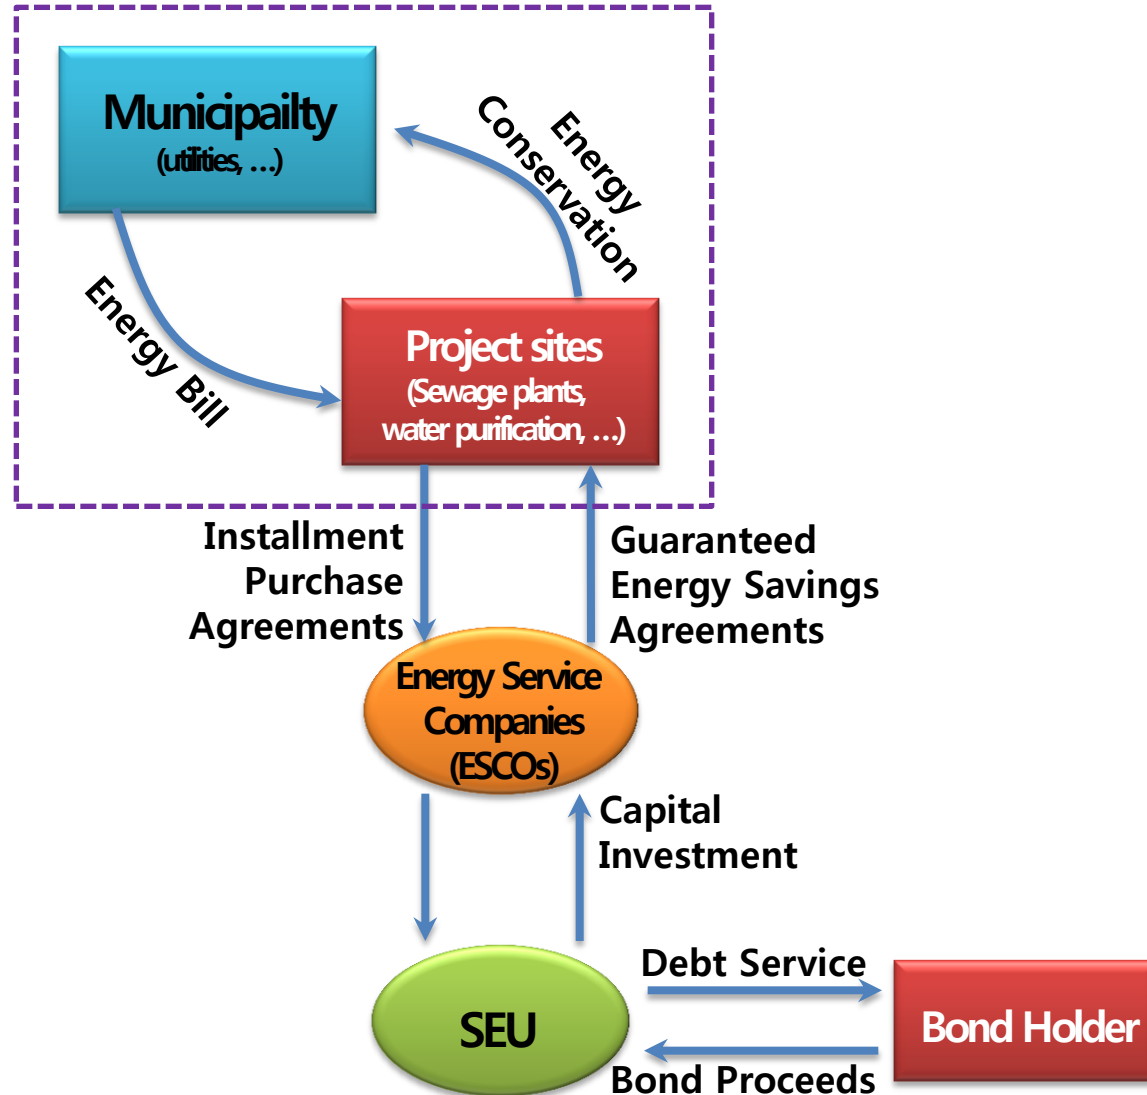 Municipailty
(utilities, ...)
Energy
Conservation
Energy Bill
Project sites
(Sewage plants,
water purification, ...)
Installment
Purchase
Agreements
Guaranteed
Energy Savings
Agreements
Energy Service
Companies
(ESCOs)
Capital
Investment
SEU
Debt Service
Bond Holder
Bond Proceeds